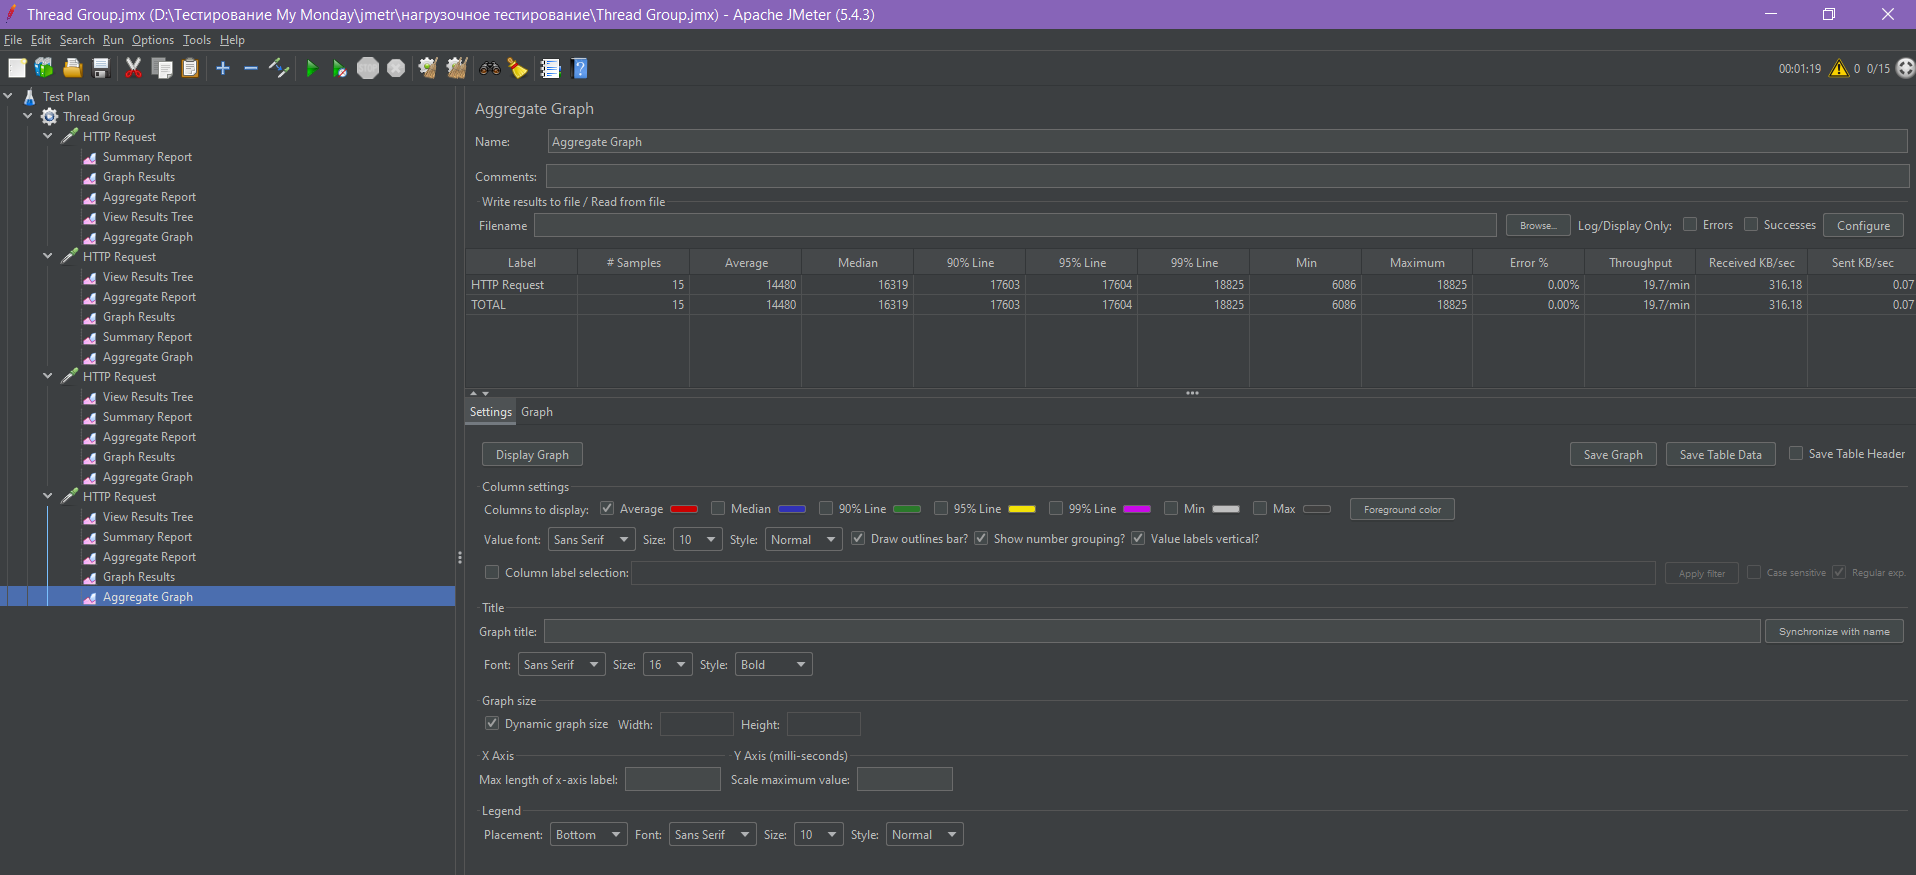 Thread Group.jmx (D:\Тестирование My Monday\jmetr\нагрузочное тестирование\Thread Group.jmx) - Apache JMeter (5.4.3)
File Edit Search Run Options Tools Help
STOP 00:01:19 0 0/15
Test Plan
Thread Group
HTTP Request
Summary Report
Graph Results
Aggregate Report
View Results Tree
Aggregate Graph
HTTP Request
View Results Tree
Aggregate Report
Graph Results
Summary Report
Aggregate Graph
HTTP Request
View Results Tree
Summary Report
Aggregate Report
Graph Results
Aggregate Graph
HTTP Request
View Results Tree
Summary Report
Aggregate Report
Graph Results
Aggregate Graph
Aggregate Graph
Name: Aggregate Graph
Comments:
Write results to file / Read from file
Filename Browse... Log/Display Only: Errors Successes Configure
Label # Samples Average Median 90% Line 95% Line 99% Line Min Maximum Error % Throughput Received KB/sec Sent KB/sec
HTTP Request 15 14480 16319 17603 17604 18825 6086 18825 0.00% 19.7/min 316.18 0.07
TOTAL 15 14480 16319 17603 17604 18825 6086 18825 0.00% 19.7/min 316.18 0.07
Settings Graph
Display Graph Save Graph Save Table Data Save Table Header
Column settings
Columns to display: Average Median 90% Line 95% Line 99% Line Min Max Foreground color
Value font: Sans Serif Size: 10 Style: Normal Draw outlines bar? Show number grouping? Value labels vertical?
Column label selection: Apply filter Case sensitive Regular exp.
Title
Graph title: Synchronize with name
Font: Sans Serif Size: 16 Style: Bold
Graph size
Dynamic graph size Width: Height:
X Axis Y Axis (milli-seconds)
Max length of x-axis label: Scale maximum value:
Legend
Placement: Bottom Font: Sans Serif Size: 10 Style: Normal